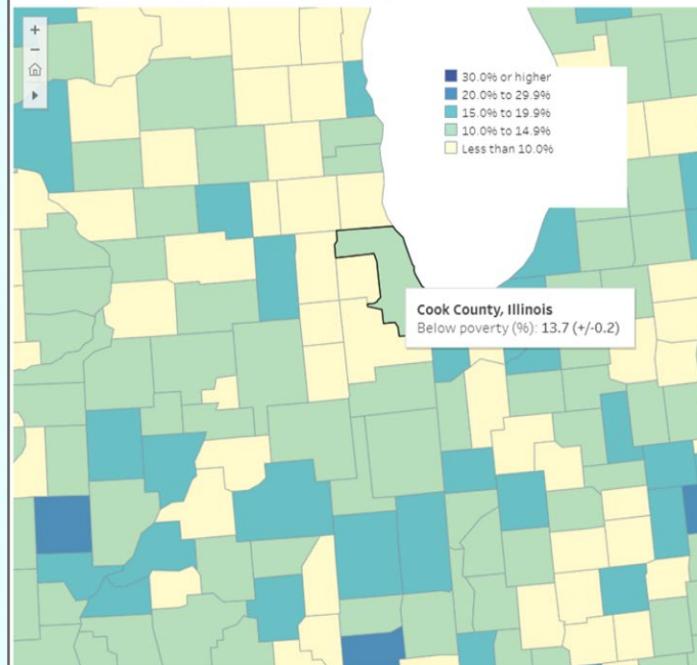 +
−
30.0% or higher
20.0% to 29.9%
15.0% to 19.9%
10.0% to 14.9%
Less than 10.0%
Cook County, Illinois
Below poverty (%): 13.7 (+/-0.2)